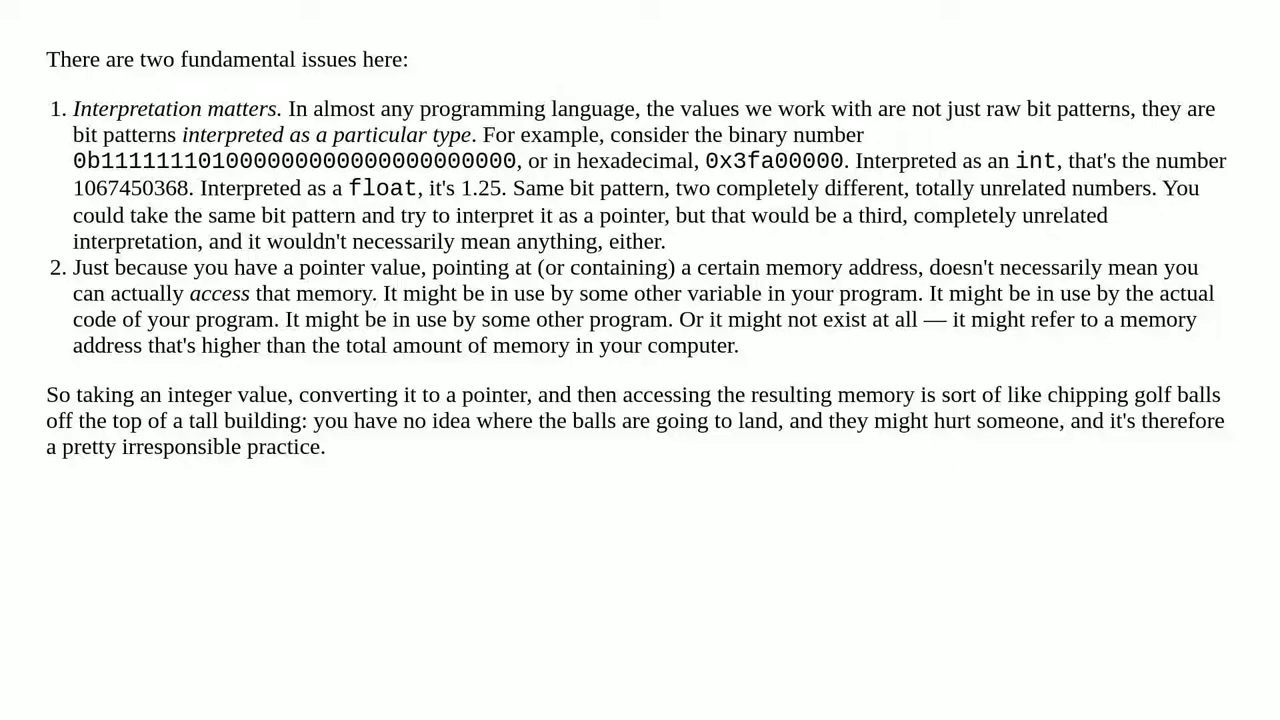 There are two fundamental issues here:
1. Interpretation matters. In almost any programming language, the values we work with are not just raw bit patterns, they are
bit patterns interpreted as a particular type. For example, consider the binary number
0b111111101000000000000000000000, or in hexadecimal, 0x3fa00000. Interpreted as an int, that's the number
1067450368. Interpreted as a float, it's 1.25. Same bit pattern, two completely different, totally unrelated numbers. You
could take the same bit pattern and try to interpret it as a pointer, but that would be a third, completely unrelated
interpretation, and it wouldn't necessarily mean anything, either.
2. Just because you have a pointer value, pointing at (or containing) a certain memory address, doesn't necessarily mean you
can actually access that memory. It might be in use by some other variable in your program. It might be in use by the actual
code of your program. It might be in use by some other program. Or it might not exist at all — it might refer to a memory
address that's higher than the total amount of memory in your computer.
So taking an integer value, converting it to a pointer, and then accessing the resulting memory is sort of like chipping golf balls
off the top of a tall building: you have no idea where the balls are going to land, and they might hurt someone, and it's therefore
a pretty irresponsible practice.